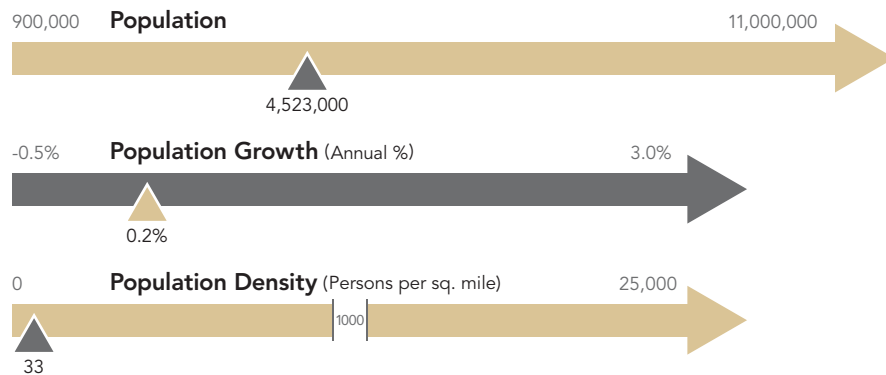 900,000 Population 11,000,000
4,523,000
-0.5% Population Growth (Annual %) 3.0%
0.2%
0 Population Density (Persons per sq. mile) 25,000
1000
33